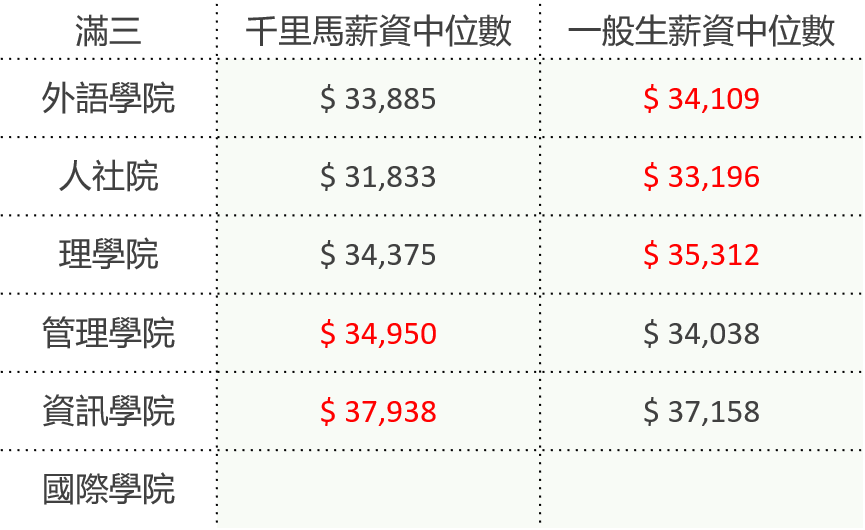 滿三 千里馬薪資中位數 一般生薪資中位數
外語學院 $ 33,885 $ 34,109
人社院 $ 31,833 $ 33,196
理學院 $ 34,375 $ 35,312
管理學院 $ 34,950 $ 34,038
資訊學院 $ 37,938 $ 37,158
國際學院